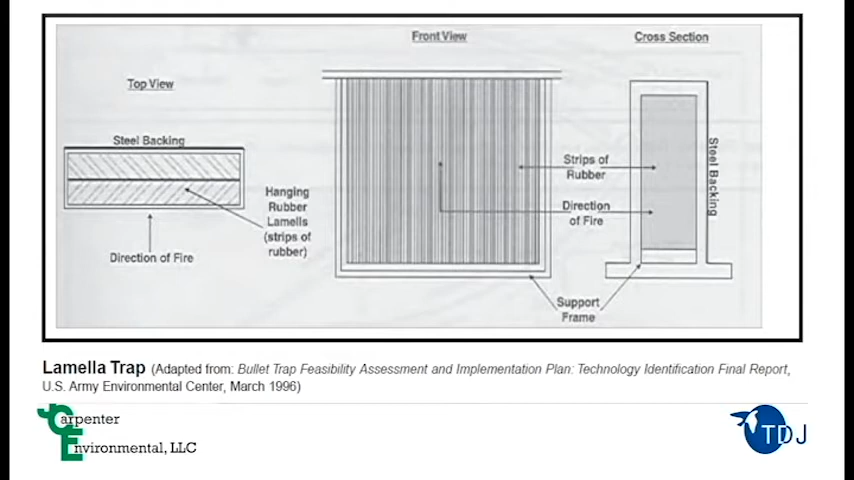 Front View
Cross Section
Top View
Steel Backing
Steel Backing
Strips of
Rubber
Hanging
Rubber
Lamells
(strips of
rubber)
Direction
of Fire
Direction of Fire
Support
Frame
Lamella Trap (Adapted from: Bullet Trap Feasibility Assessment and Implementation Plan: Technology Identification Final Report,
U.S. Army Environmental Center, March 1996)
Carpenter
Environmental, LLC
TDJ